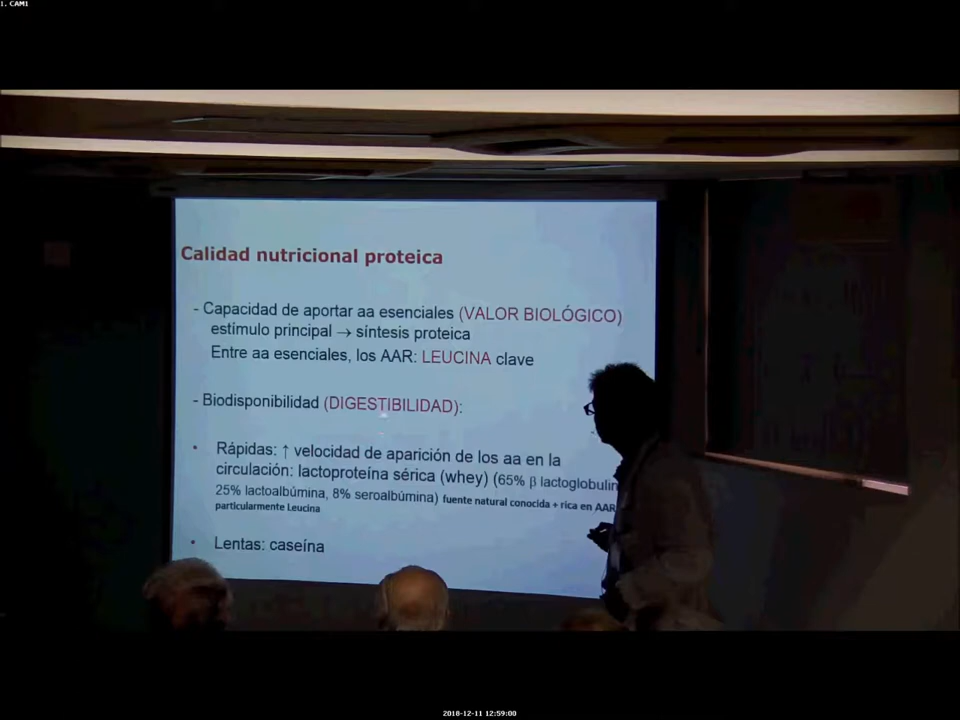 1. CAM1
Calidad nutricional proteica
- Capacidad de aportar aa esenciales (VALOR BIOLÓGICO)
estímulo principal → síntesis proteica
Entre aa esenciales, los AAR: LEUCINA clave
- Biodisponibilidad (DIGESTIBILIDAD):
• Rápidas: ↑ velocidad de aparición de los aa en la
circulación: lactoproteína sérica (whey) (65% β lactoglobulin
25% lactoalbúmina, 8% seroalbúmina) fuente natural conocida + rica en AAR
particularmente Leucina
• Lentas: caseína
2018-12-11 12:59:00